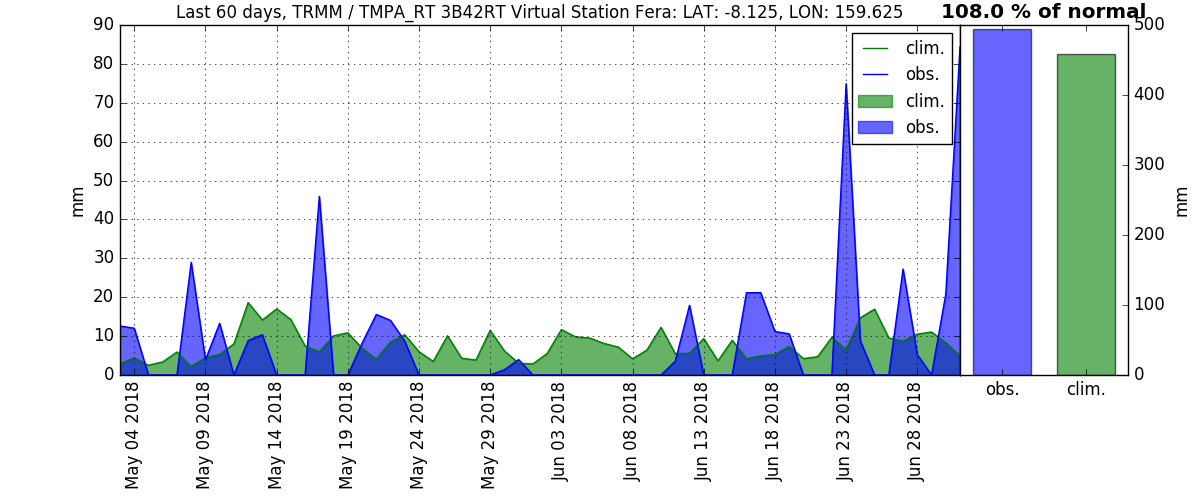 Last 60 days, TRMM / TMPA_RT 3B42RT Virtual Station Fera: LAT: -8.125, LON: 159.625
108.0 % of normal
90
80
70
60
50
40
30
20
10
0
mm
clim.
obs.
clim.
obs.
May 04 2018
May 09 2018
May 14 2018
May 19 2018
May 24 2018
May 29 2018
Jun 03 2018
Jun 08 2018
Jun 13 2018
Jun 18 2018
Jun 23 2018
Jun 28 2018
500
400
300
200
100
0
mm
obs.
clim.